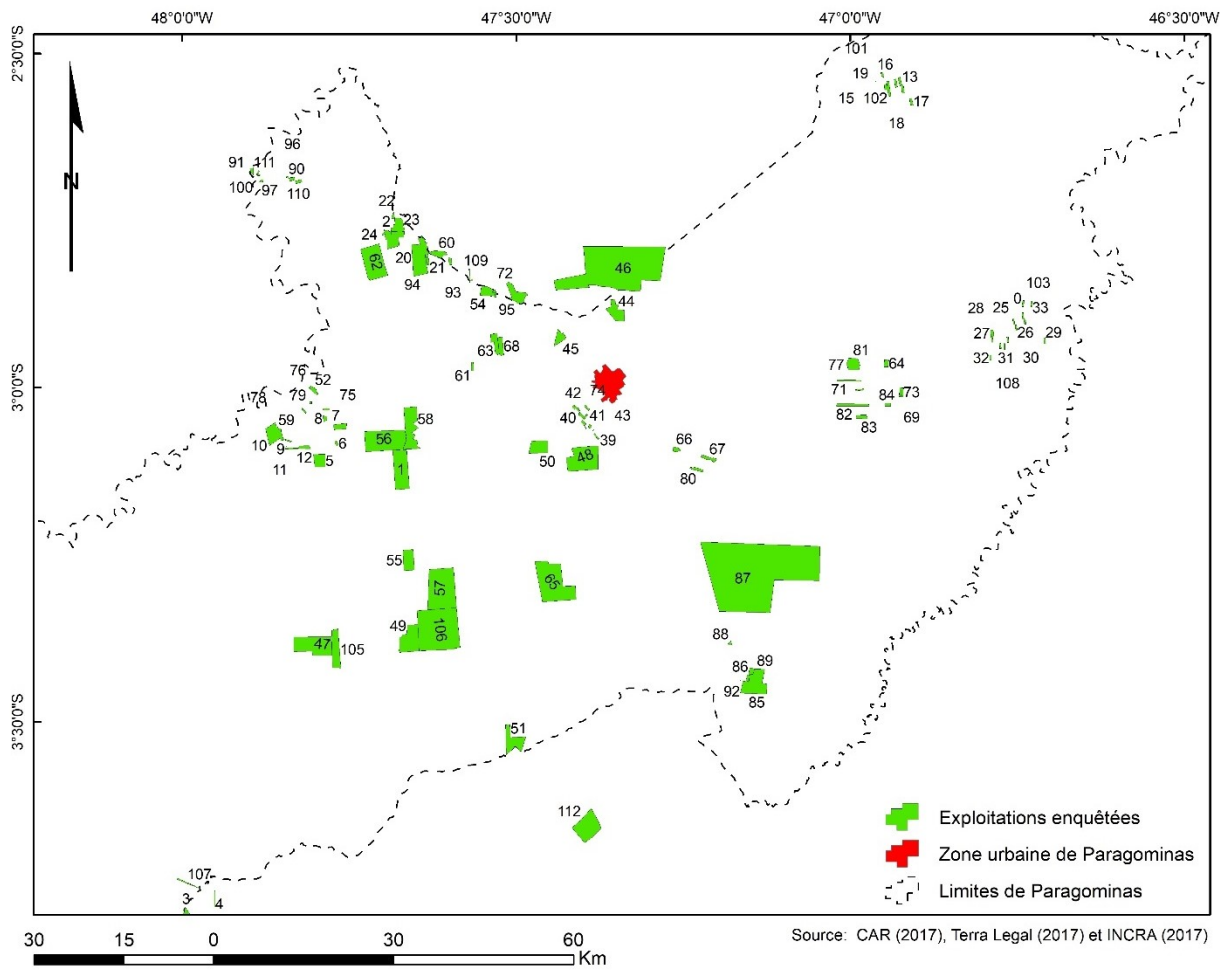 48°0'0"W 47°30'0"W 47°0'0"W 46°30'0"W
2°30'0"S
101
16
19 13
15 102 17
18
N
96
91 111 90
100 97 110
22
2 23
24
62 20 21 60
94
109
93 72
54 95
46
44
103
28 25 0 33
27 26 29
32 31 30
108
63 68
45
61
81
77 64
71 84 73
82 83 69
3°0'0"S
76
52
78 79 75
59 8 7
10 9 6
12 5
11
58
56
1
42 74
40 41 43
39
50 48
66 67
80
55
57
65
87
49 106
47 105
88
86 89
92
85
3°30'0"S
51
112
107
3 4
Exploitations enquêtées
Zone urbaine de Paragominas
Limites de Paragominas
30 15 0 30 60
Km
Source: CAR (2017), Terra Legal (2017) et INCRA (2017)